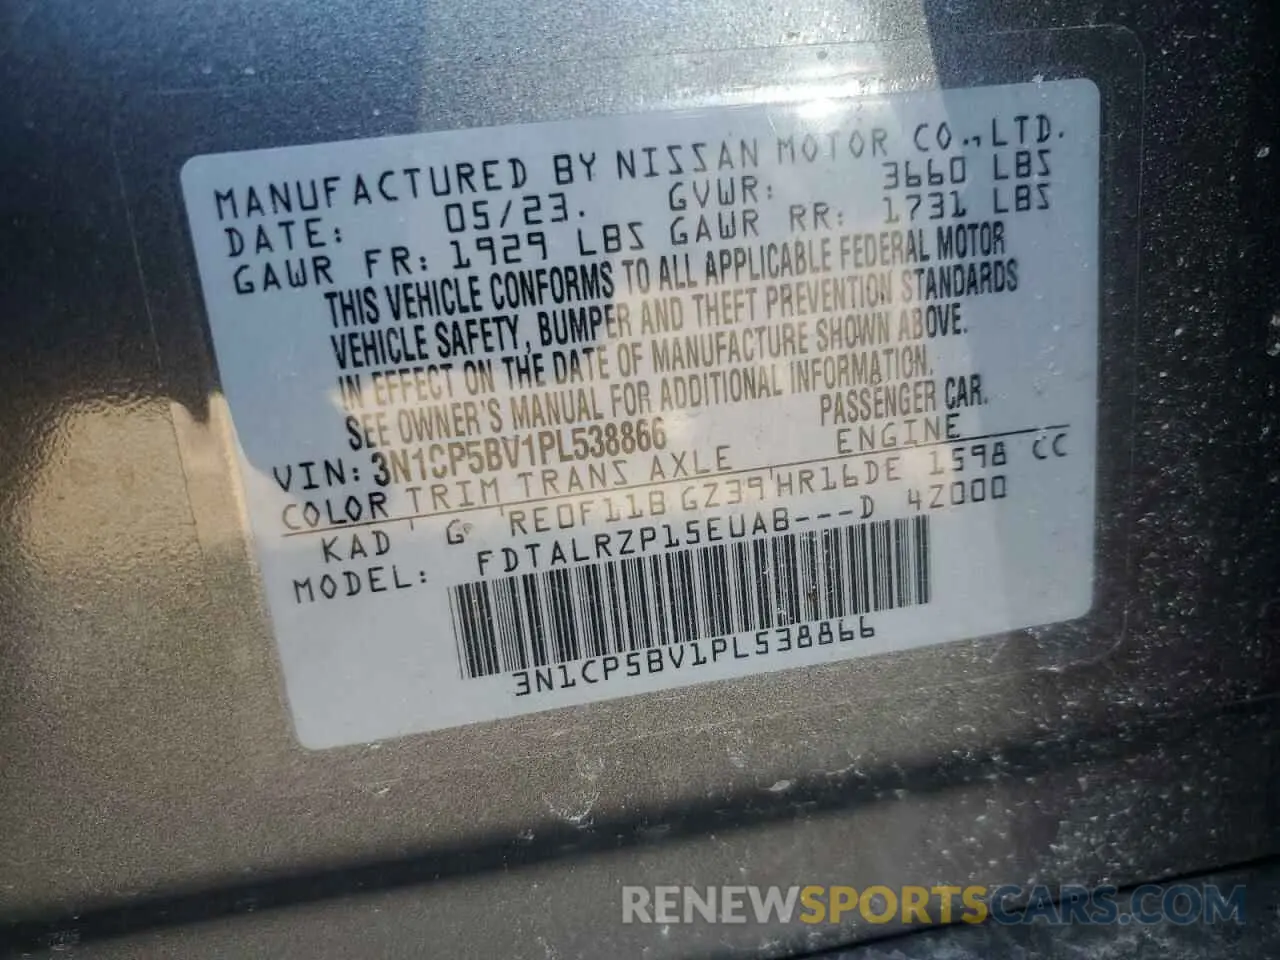 MANUFACTURED BY NISSAN MOTOR CO., LTD.
DATE: 05/23. GVWR: 3660 LBS
GAWR FR: 1929 LBS GAWR RR: 1731 LBS
THIS VEHICLE CONFORMS TO ALL APPLICABLE FEDERAL MOTOR
VEHICLE SAFETY, BUMPER AND THEFT PREVENTION STANDARDS
IN EFFECT ON THE DATE OF MANUFACTURE SHOWN ABOVE.
SEE OWNER'S MANUAL FOR ADDITIONAL INFORMATION.
VIN: 3N1CP5BV1PL538866 PASSENGER CAR.
COLOR TRIM TRANS AXLE ENGINE
KAD G RE0F11B GZ39 HR16DE 1598 CC
MODEL: FDTALRZP15EUAB---D 4Z000
3N1CP5BV1PL538866
RENEWSPORTSCARS.COM